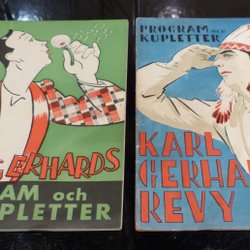 GERHARDS
AM och
PLETTER
PROGRAM OCH
KUPLETTER
KARL
GERHA
REVY